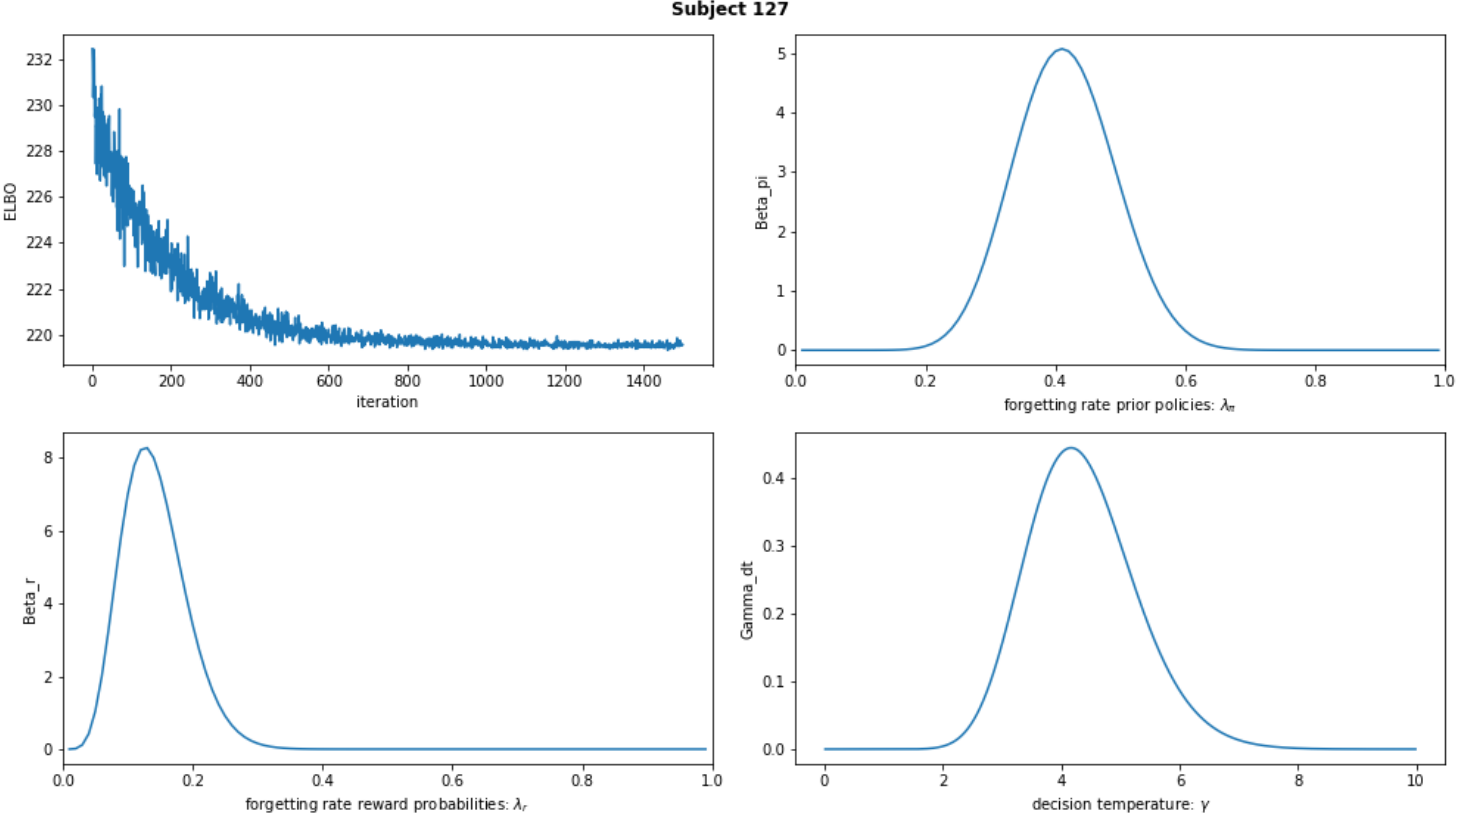 Subject 127
232
230
228
226
224
222
220
ELBO
0 200 400 600 800 1000 1200 1400
iteration
5
4
3
2
1
0
Beta_pi
0.0 0.2 0.4 0.6 0.8 1.0
forgetting rate prior policies: λπ
8
6
4
2
0
Beta_r
0.0 0.2 0.4 0.6 0.8 1.0
forgetting rate reward probabilities: λr
0.4
0.3
0.2
0.1
0.0
Gamma_dt
0 2 4 6 8 10
decision temperature: γ